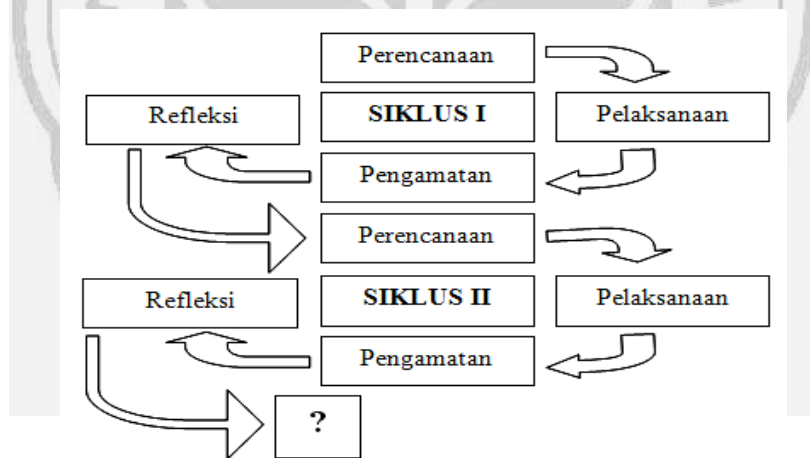 Perencanaan
Refleksi
SIKLUS I
Pelaksanaan
Pengamatan
Perencanaan
Refleksi
SIKLUS II
Pelaksanaan
Pengamatan
?